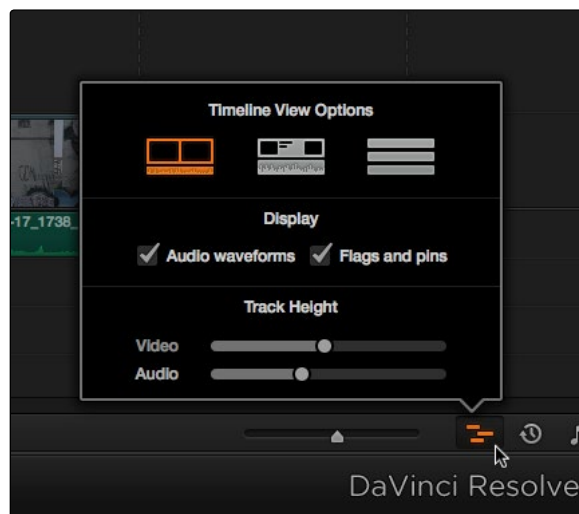 Timeline View Options
-17_1738_
Display
Audio waveforms Flags and pins
Track Height
Video
Audio
DaVinci Resolve